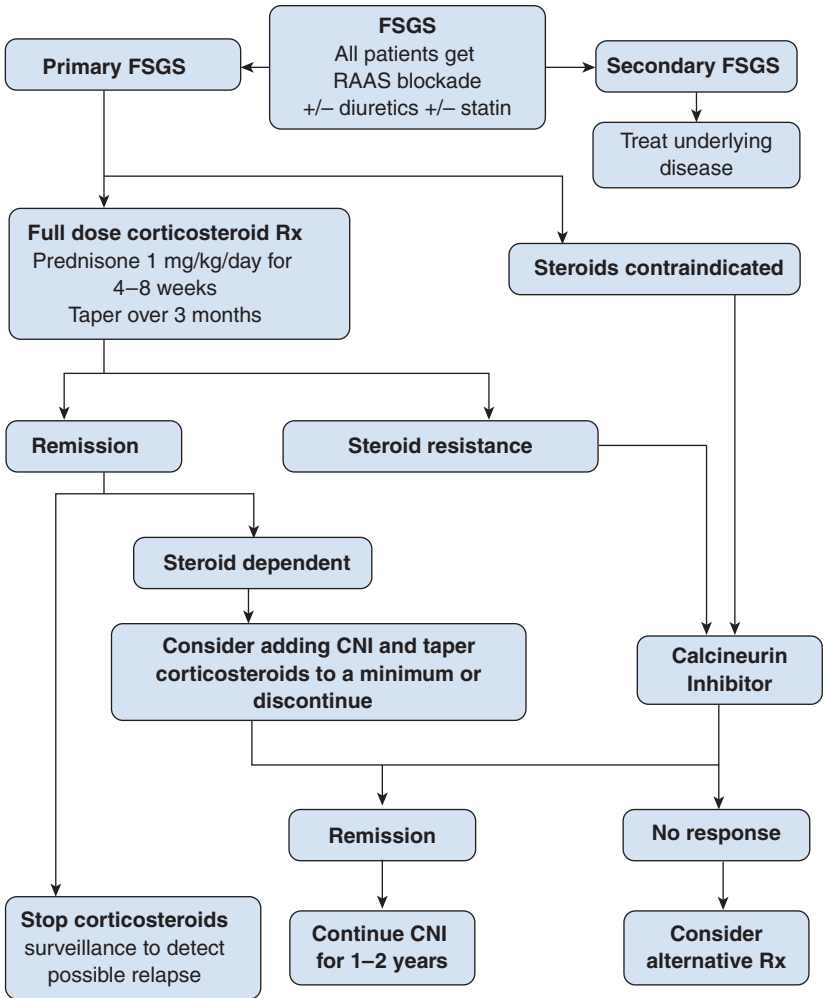 FSGS
All patients get
RAAS blockade
+/– diuretics +/– statin
Primary FSGS
Secondary FSGS
Treat underlying
disease
Full dose corticosteroid Rx
Prednisone 1 mg/kg/day for
4–8 weeks
Taper over 3 months
Steroids contraindicated
Remission
Steroid resistance
Steroid dependent
Consider adding CNI and taper
corticosteroids to a minimum or
discontinue
Calcineurin
Inhibitor
Remission
No response
Stop corticosteroids
surveillance to detect
possible relapse
Continue CNI
for 1–2 years
Consider
alternative Rx